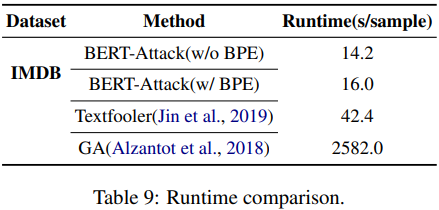 Dataset Method Runtime(s/sample)
BERT-Attack(w/o BPE) 14.2
IMDB
BERT-Attack(w/ BPE) 16.0
Textfooler(Jin et al., 2019) 42.4
GA(Alzantot et al., 2018) 2582.0
Table 9: Runtime comparison.